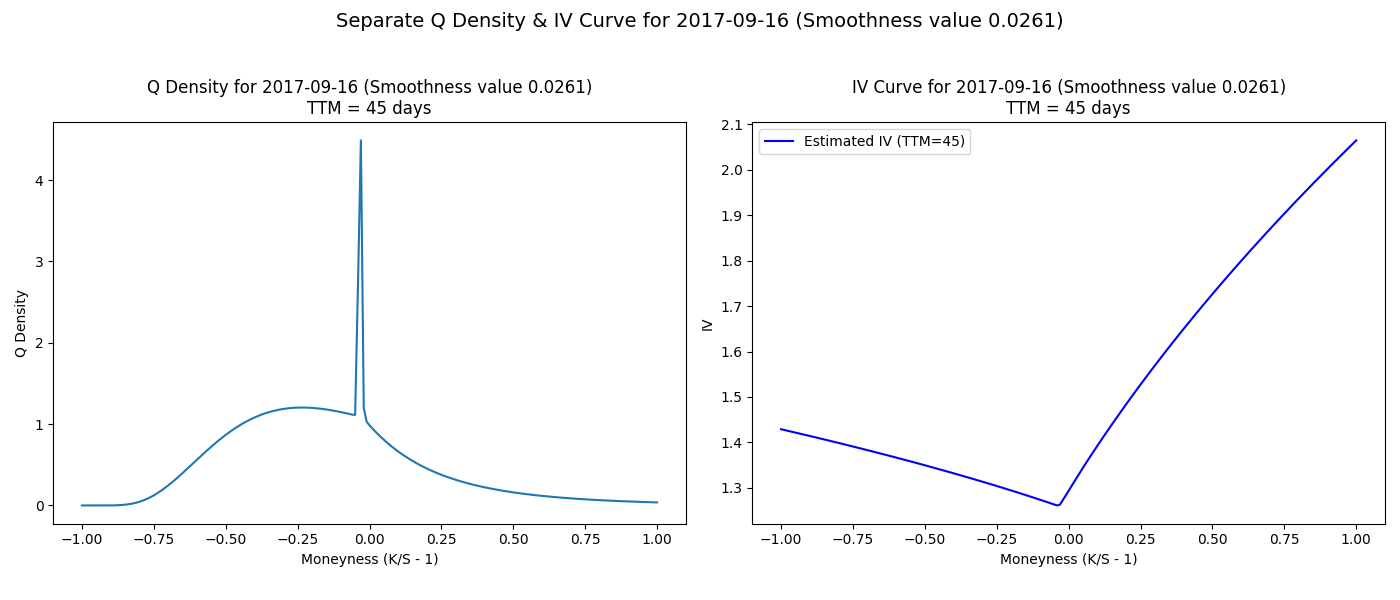 Separate Q Density & IV Curve for 2017-09-16 (Smoothness value 0.0261)
Q Density for 2017-09-16 (Smoothness value 0.0261)
TTM = 45 days
Q Density
4
3
2
1
0
−1.00 −0.75 −0.50 −0.25 0.00 0.25 0.50 0.75 1.00
Moneyness (K/S - 1)
IV Curve for 2017-09-16 (Smoothness value 0.0261)
TTM = 45 days
Estimated IV (TTM=45)
IV
2.1
2.0
1.9
1.8
1.7
1.6
1.5
1.4
1.3
−1.00 −0.75 −0.50 −0.25 0.00 0.25 0.50 0.75 1.00
Moneyness (K/S - 1)